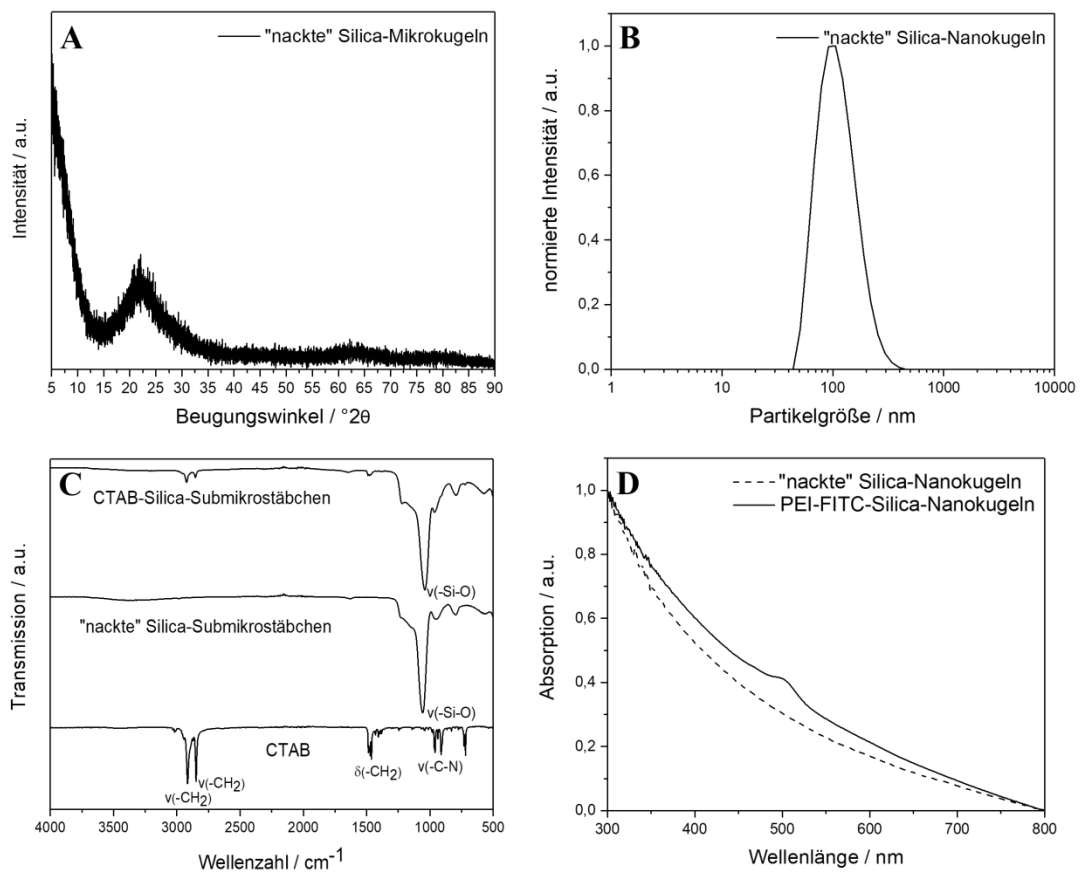 A
"nackte" Silica-Mikrokugeln
Intensität / a.u.
5 10 15 20 25 30 35 40 45 50 55 60 65 70 75 80 85 90
Beugungswinkel / °2θ
B
"nackte" Silica-Nanokugeln
normierte Intensität / a.u.
1,0
0,8
0,6
0,4
0,2
0,0
1 10 100 1000 10000
Partikelgröße / nm
C
CTAB-Silica-Submikrostäbchen
ν(-Si-O)
"nackte" Silica-Submikrostäbchen
ν(-Si-O)
CTAB
ν(-CH2)
ν(-CH2)
δ(-CH2)
ν(-C-N)
Transmission / a.u.
4000 3500 3000 2500 2000 1500 1000 500
Wellenzahl / cm-1
D
"nackte" Silica-Nanokugeln
PEI-FITC-Silica-Nanokugeln
Absorption / a.u.
1,0
0,8
0,6
0,4
0,2
0,0
300 400 500 600 700 800
Wellenlänge / nm